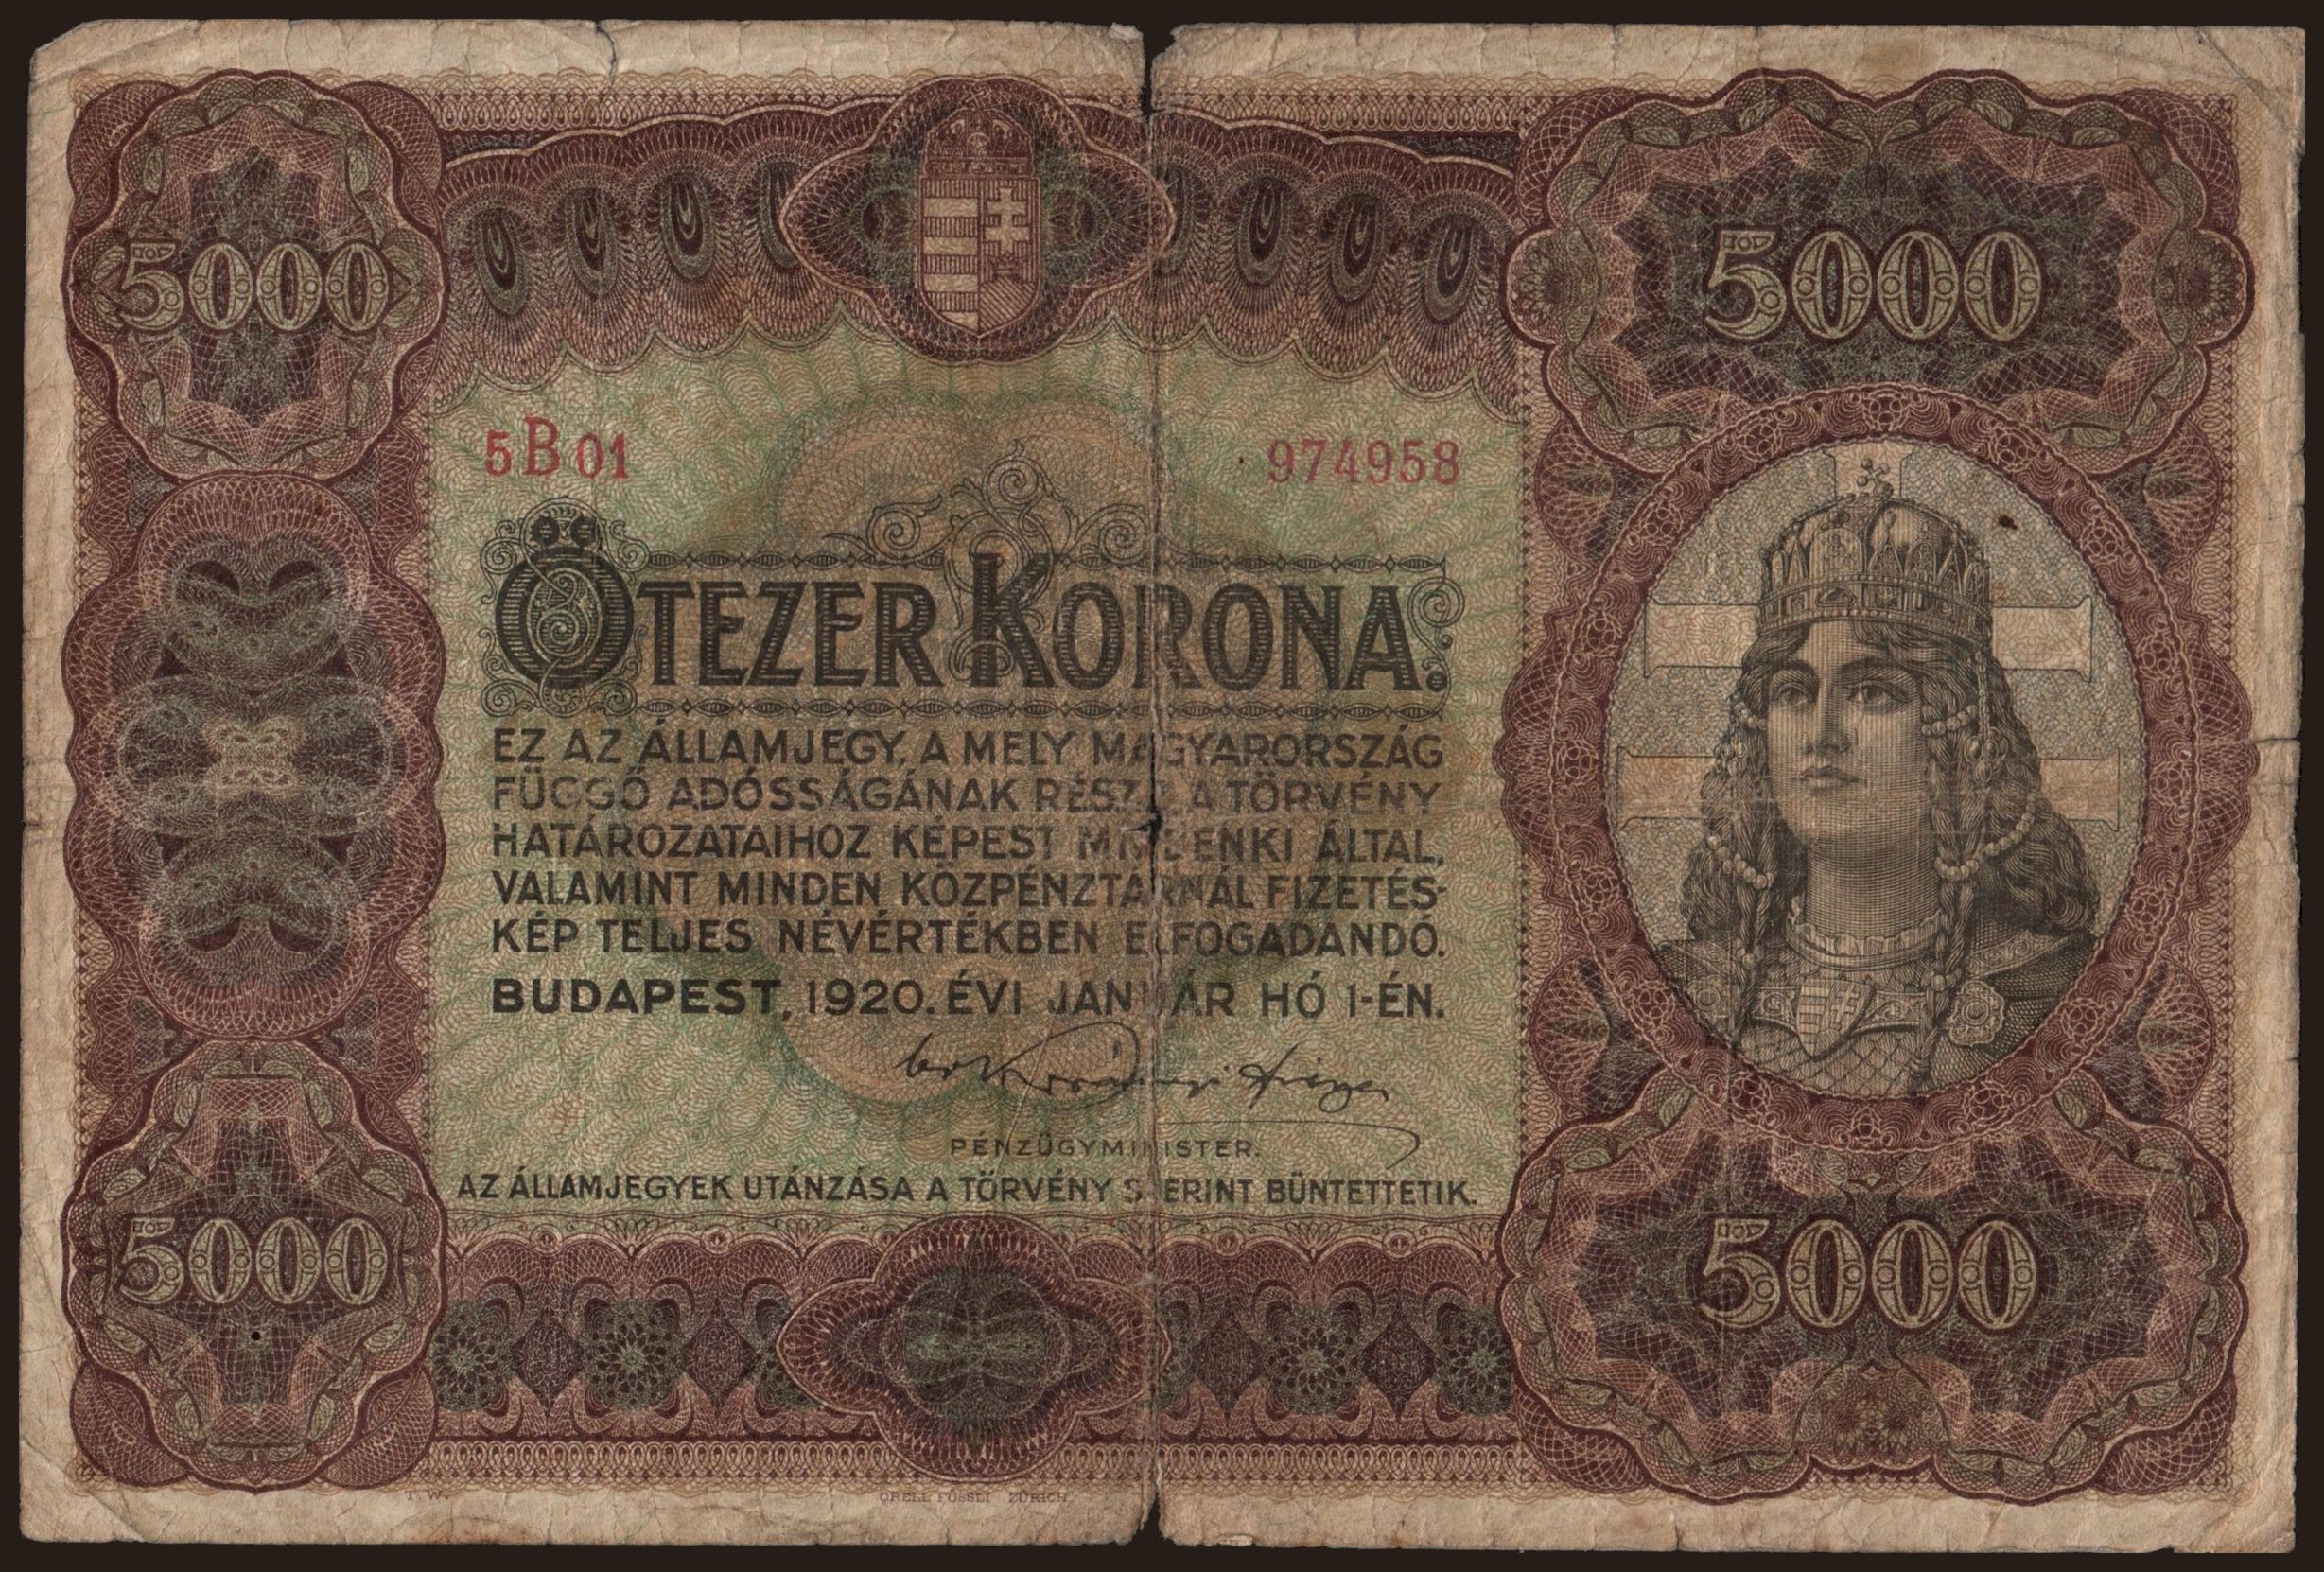 5000 5000
5B01 974958
ÖTEZER KORONA.
EZ AZ ÁLLAMJEGY, A MELY MAGYARORSZÁG
FÜGGŐ ADÓSSÁGÁNAK RÉSZE, A TÖRVÉNY
HATÁROZATAIHOZ KÉPEST MINDENKI ÁLTAL,
VALAMINT MINDEN KÖZPÉNZTÁRNÁL FIZETÉS-
KÉP TELJES NÉVÉRTÉKBEN ELFOGADANDÓ.
BUDAPEST, 1920. ÉVI JANUÁR HÓ 1-ÉN.
PÉNZÜGYMINISTER.
AZ ÁLLAMJEGYEK UTÁNZÁSA A TÖRVÉNY SZERINT BÜNTETTETIK.
5000 5000
T. W. ORELL FÜSSLI ZÜRICH.